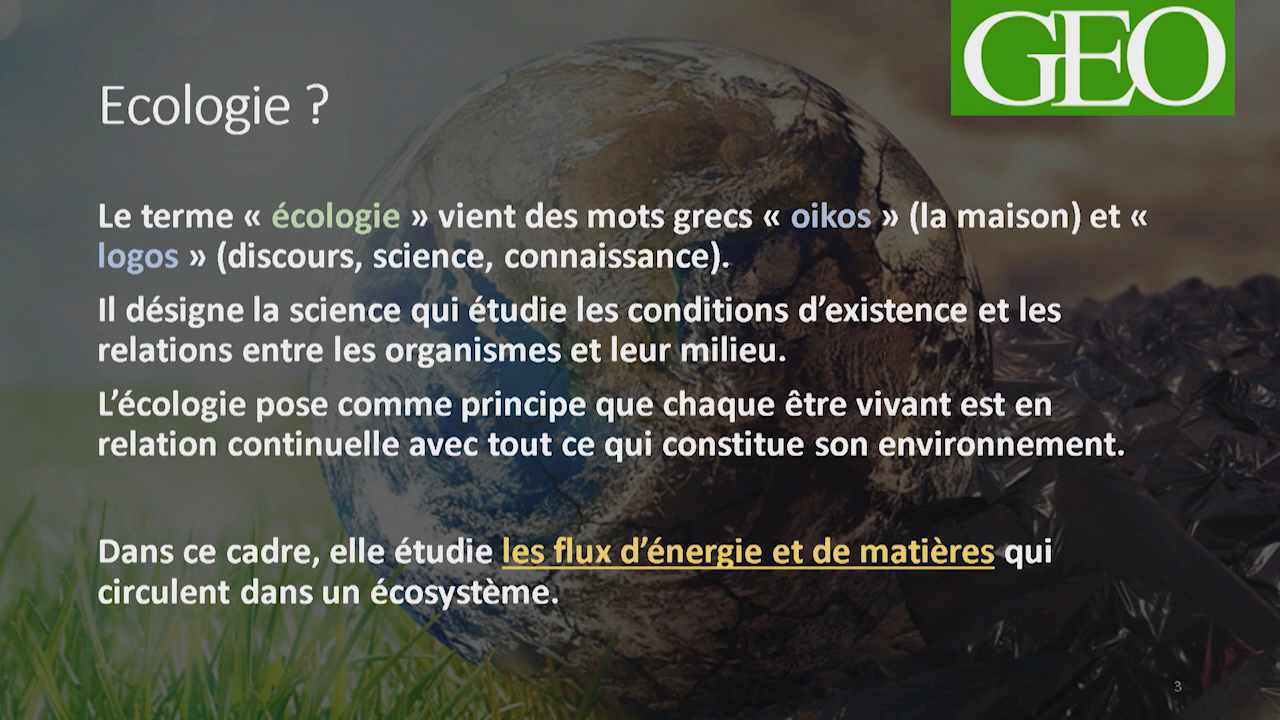 GEO
Ecologie ?
Le terme « écologie » vient des mots grecs « oikos » (la maison) et «
logos » (discours, science, connaissance).
Il désigne la science qui étudie les conditions d’existence et les
relations entre les organismes et leur milieu.
L’écologie pose comme principe que chaque être vivant est en
relation continuelle avec tout ce qui constitue son environnement.
Dans ce cadre, elle étudie les flux d’énergie et de matières qui
circulent dans un écosystème.
3